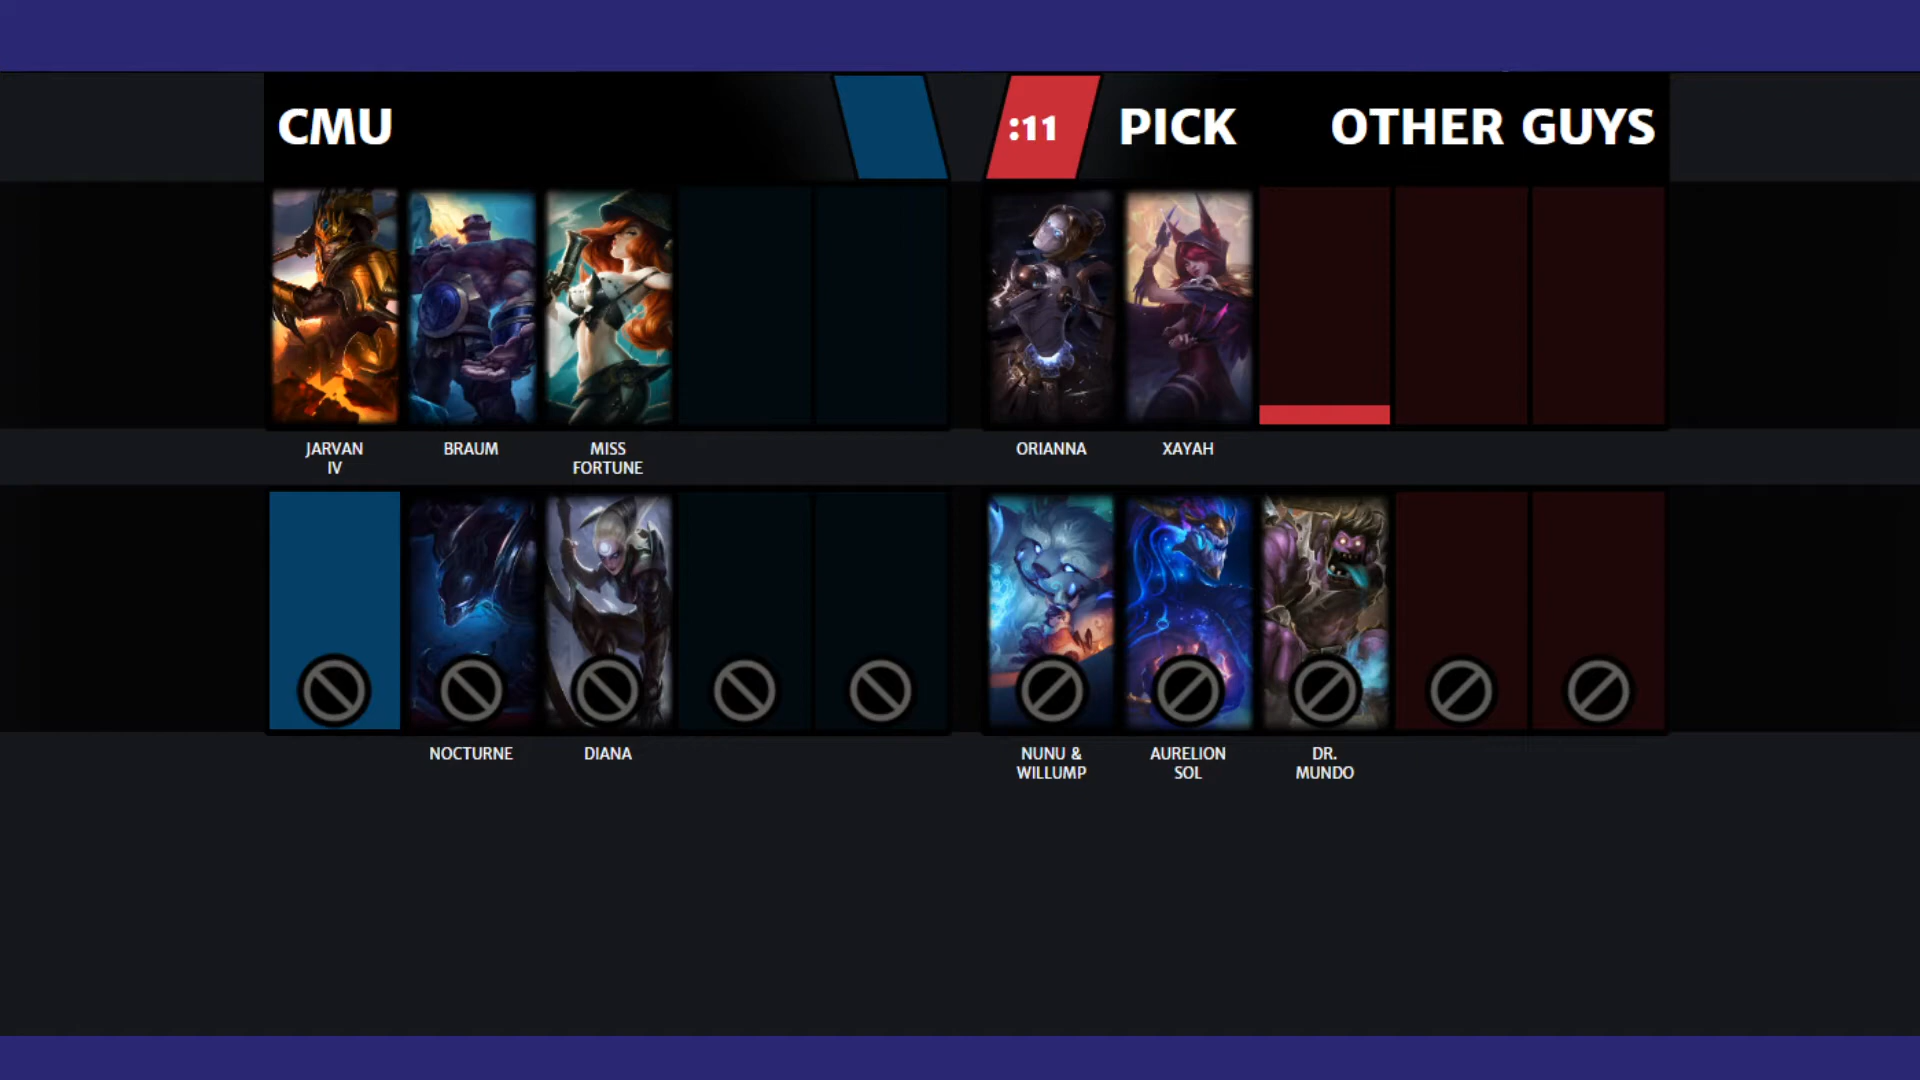 CMU
:11 PICK OTHER GUYS
JARVAN
IV
BRAUM
MISS
FORTUNE
ORIANNA
XAYAH
NOCTURNE
DIANA
NUNU &
WILLUMP
AURELION
SOL
DR.
MUNDO